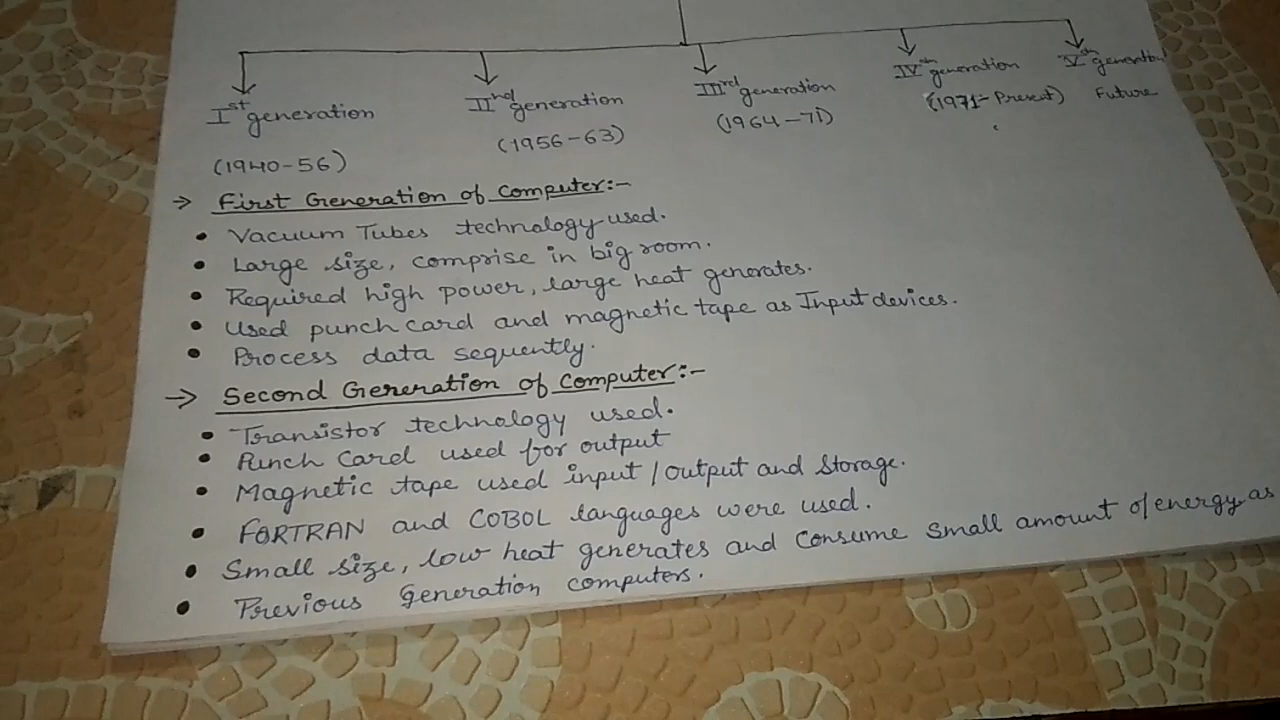 Ist generation
IInd generation
IIIrd generation
IVth generation
Vth generation
(1940-56)
(1956-63)
(1964-71)
(1971-Present)
Future
→ First Generation of Computer:-
• Vacuum Tubes technology used.
• Large size, comprise in big room.
• Required high power, large heat generates.
• Used punch card and magnetic tape as Input devices.
• Process data sequently.
→ Second Generation of Computer:-
• Transistor technology used.
• Punch Card used for output
• Magnetic tape used input / output and Storage.
• FORTRAN and COBOL languages were used.
• Small size, low heat generates and Consume small amount of energy as
• Previous generation computers.